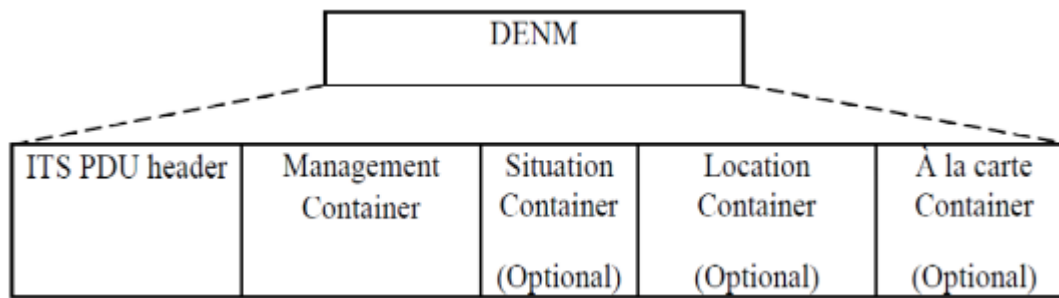 DENM
ITS PDU header
Management
Container
Situation
Container
(Optional)
Location
Container
(Optional)
À la carte
Container
(Optional)